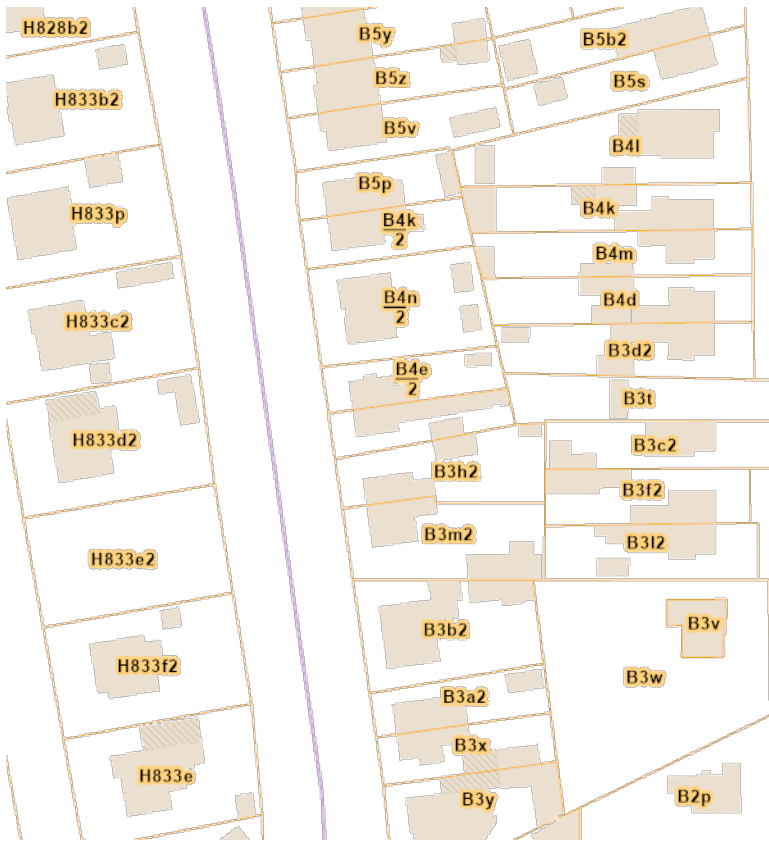 H828b2
B5y
B5b2
B5z
B5s
H833b2
B5v
B4l
B5p
H833p
B4k
B4k
2
B4m
B4n
2
B4d
H833c2
B3d2
B4e
2
B3t
H833d2
B3c2
B3h2
B3f2
B3m2
B3l2
H833e2
B3v
B3b2
H833f2
B3w
B3a2
B3x
H833e
B3y
B2p